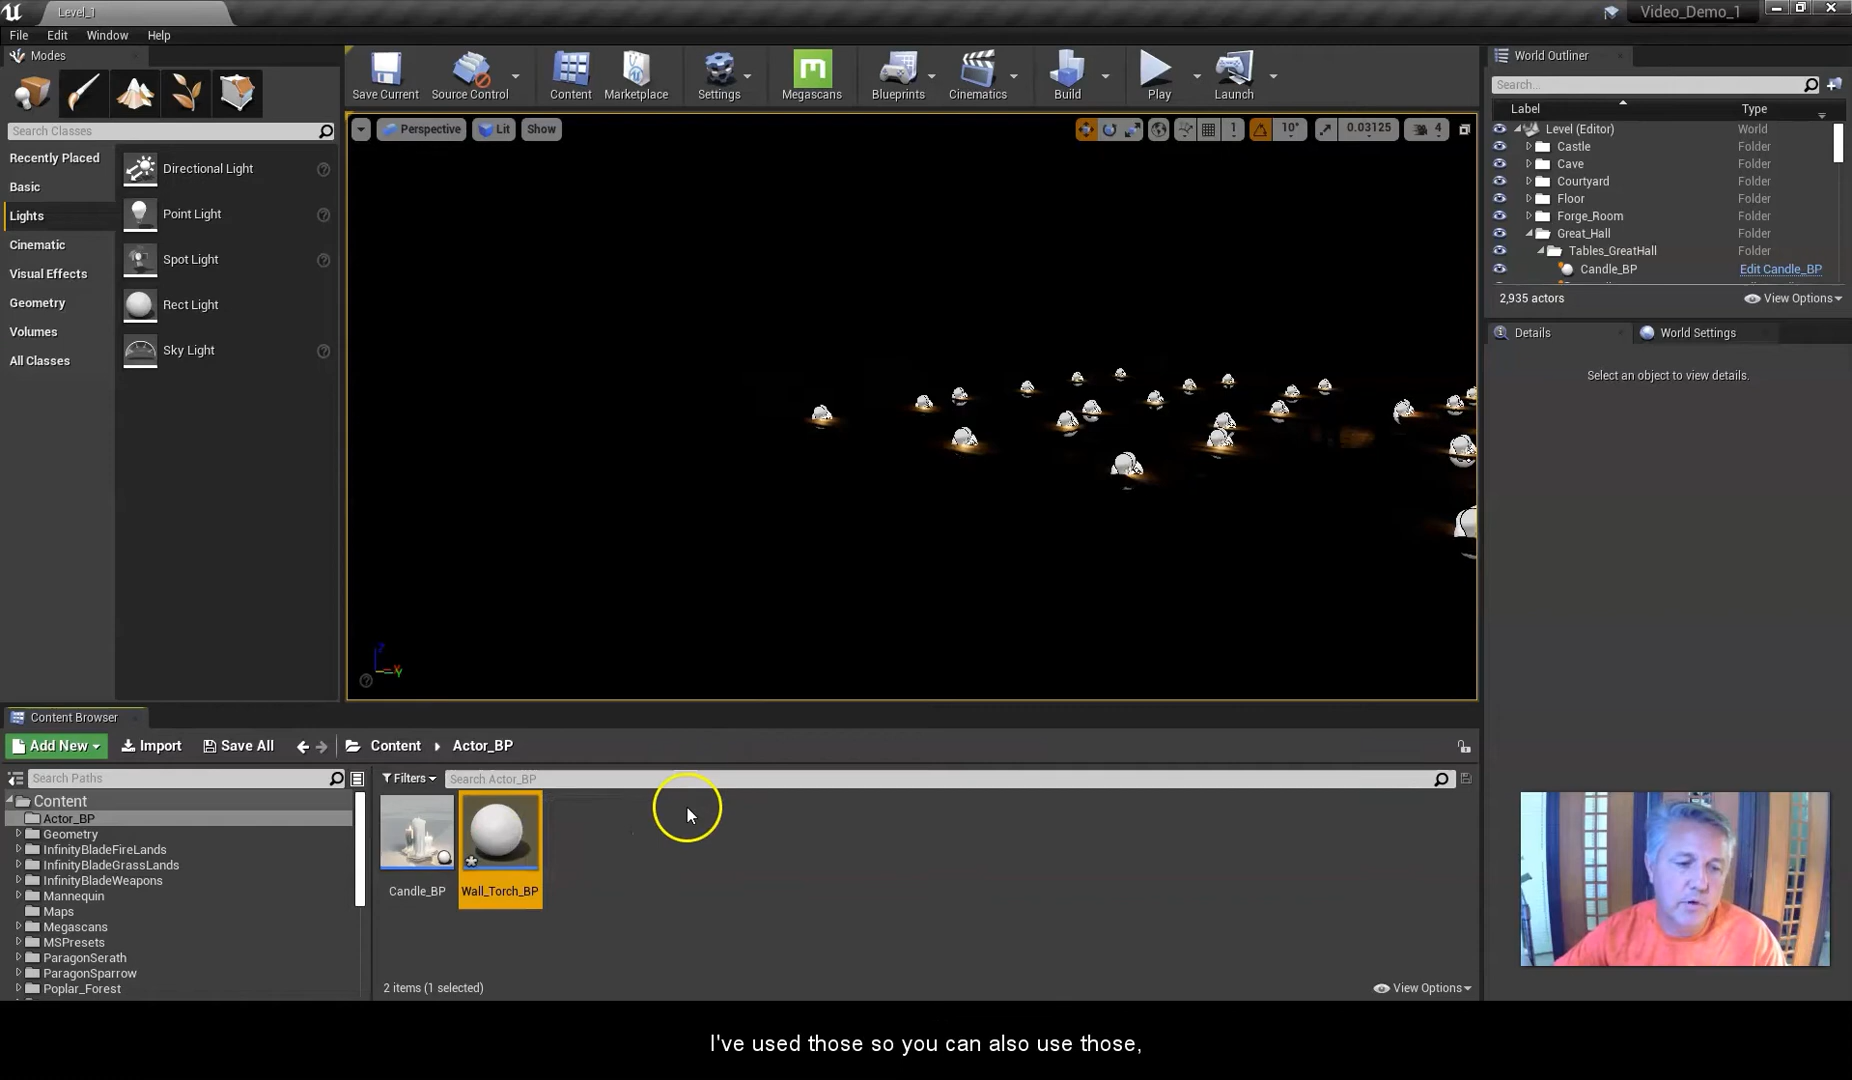 Level_1
Video_Demo_1
File Edit Window Help
Modes
Search Classes
Recently Placed
Basic
Lights
Cinematic
Visual Effects
Geometry
Volumes
All Classes
Directional Light
Point Light
Spot Light
Rect Light
Sky Light
Save Current
Source Control
Content
Marketplace
Settings
Megascans
Blueprints
Cinematics
Build
Play
Launch
Perspective
Lit
Show
1
10°
0.03125
4
World Outliner
Search...
Label Type
Level (Editor) World
Castle Folder
Cave Folder
Courtyard Folder
Floor Folder
Forge_Room Folder
Great_Hall Folder
Tables_GreatHall Folder
Candle_BP Edit Candle_BP
2,935 actors
View Options
Details
World Settings
Select an object to view details.
Content Browser
Add New
Import
Save All
Content
Actor_BP
Search Paths
Filters
Search Actor_BP
Content
Actor_BP
Geometry
InfinityBladeFireLands
InfinityBladeGrassLands
InfinityBladeWeapons
Mannequin
Maps
Megascans
MSPresets
ParagonSerath
ParagonSparrow
Poplar_Forest
Candle_BP
Wall_Torch_BP
2 items (1 selected)
View Options
I've used those so you can also use those,